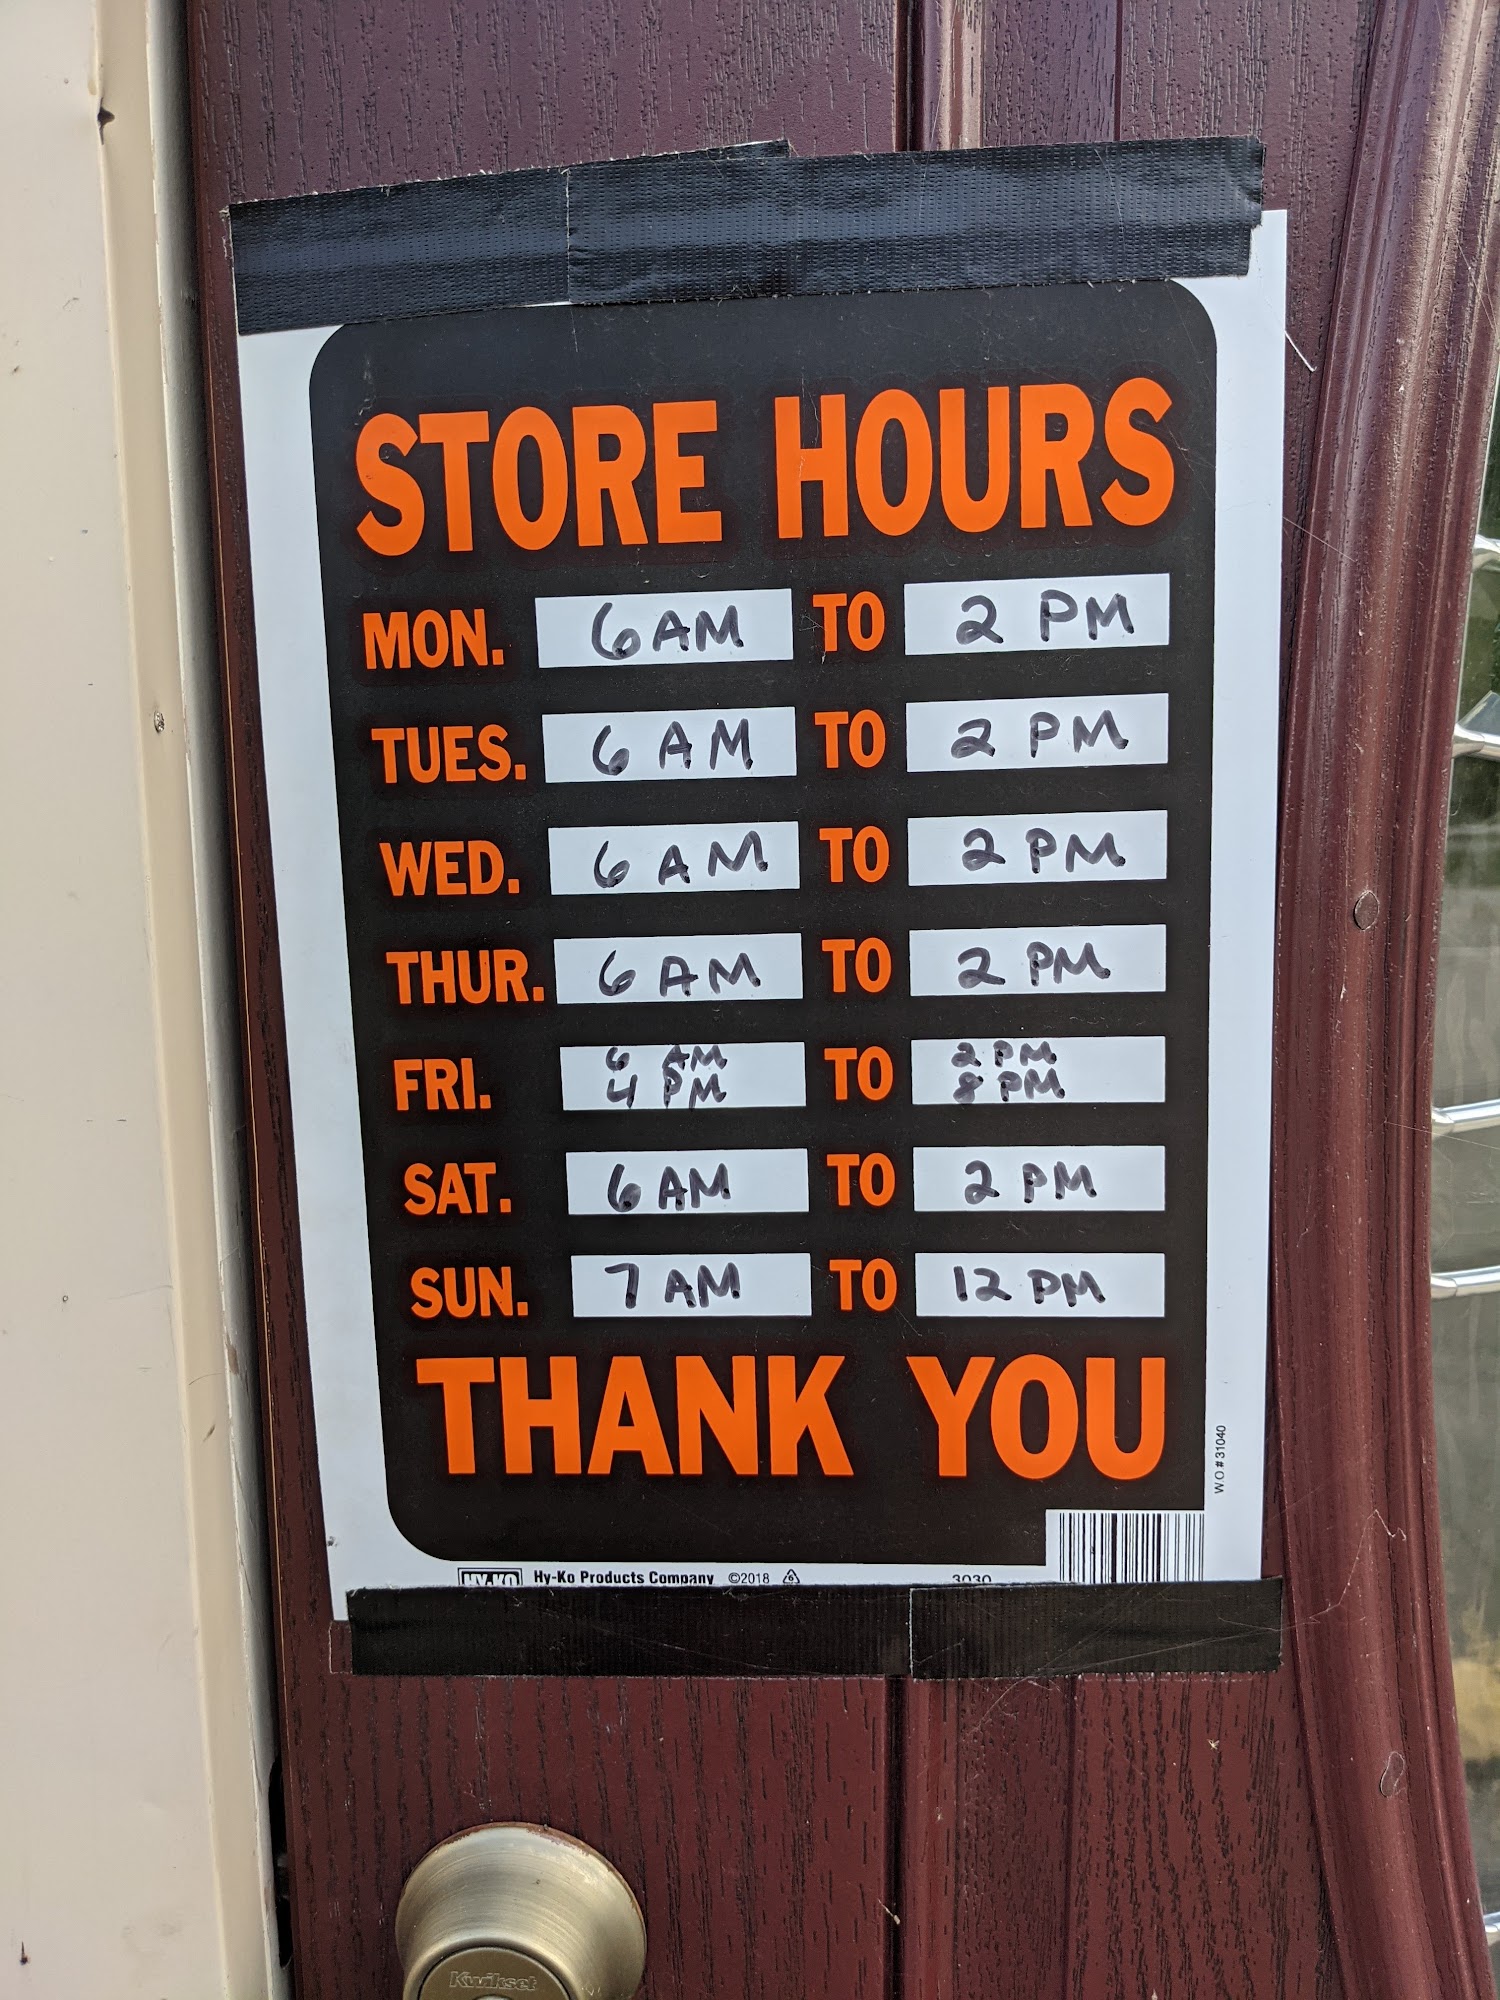 STORE HOURS
MON. 6 AM TO 2 PM
TUES. 6 AM TO 2 PM
WED. 6 AM TO 2 PM
THUR. 6 AM TO 2 PM
FRI. 6 AM TO 2 PM
4 PM 8 PM
SAT. 6 AM TO 2 PM
SUN. 7 AM TO 12 PM
THANK YOU
W.O.#31040
HY-KO Hy-Ko Products Company ©2018 3030
Kwikset